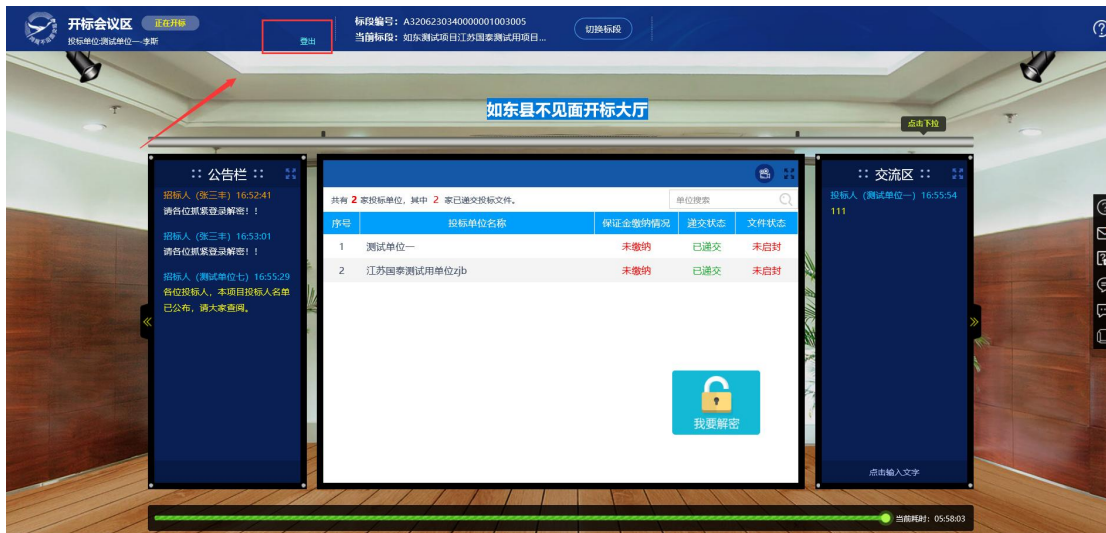 开标会议区 正在开标
投标单位:测试单位一-李斯
登出
标段编号：A3206230340000001003005
当前标段：如东测试项目江苏国泰测试用项目...
切换标段
如东县不见面开标大厅
点击下拉
:: 公告栏 ::
招标人（张三丰）16:52:41
请各位抓紧登录解密！！
招标人（张三丰）16:53:01
请各位抓紧登录解密！！
招标人（测试单位七）16:55:29
各位投标人，本项目投标人名单
已公布，请大家查阅。
共有 2 家投标单位，其中 2 家已递交投标文件。
单位搜索
序号 投标单位名称 保证金缴纳情况 递交状态 文件状态
1 测试单位一 未缴纳 已递交 未启封
2 江苏国泰测试用单位zjb 未缴纳 已递交 未启封
我要解密
:: 交流区 ::
投标人（测试单位一）16:55:54
111
点击输入文字
当前耗时：05:58:03